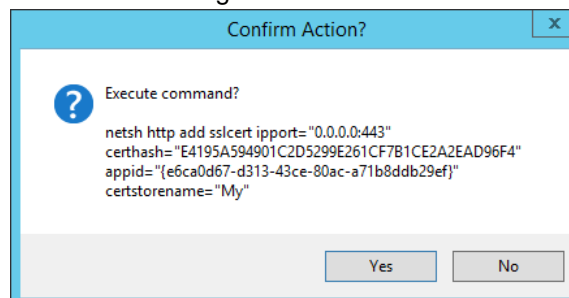 Confirm Action?
x
Execute command?
netsh http add sslcert ipport="0.0.0.0:443"
certhash="E4195A594901C2D5299E261CF7B1CE2A2EAD96F4"
appid="{e6ca0d67-d313-43ce-80ac-a71b8ddb29ef}"
certstorename="My"
Yes
No